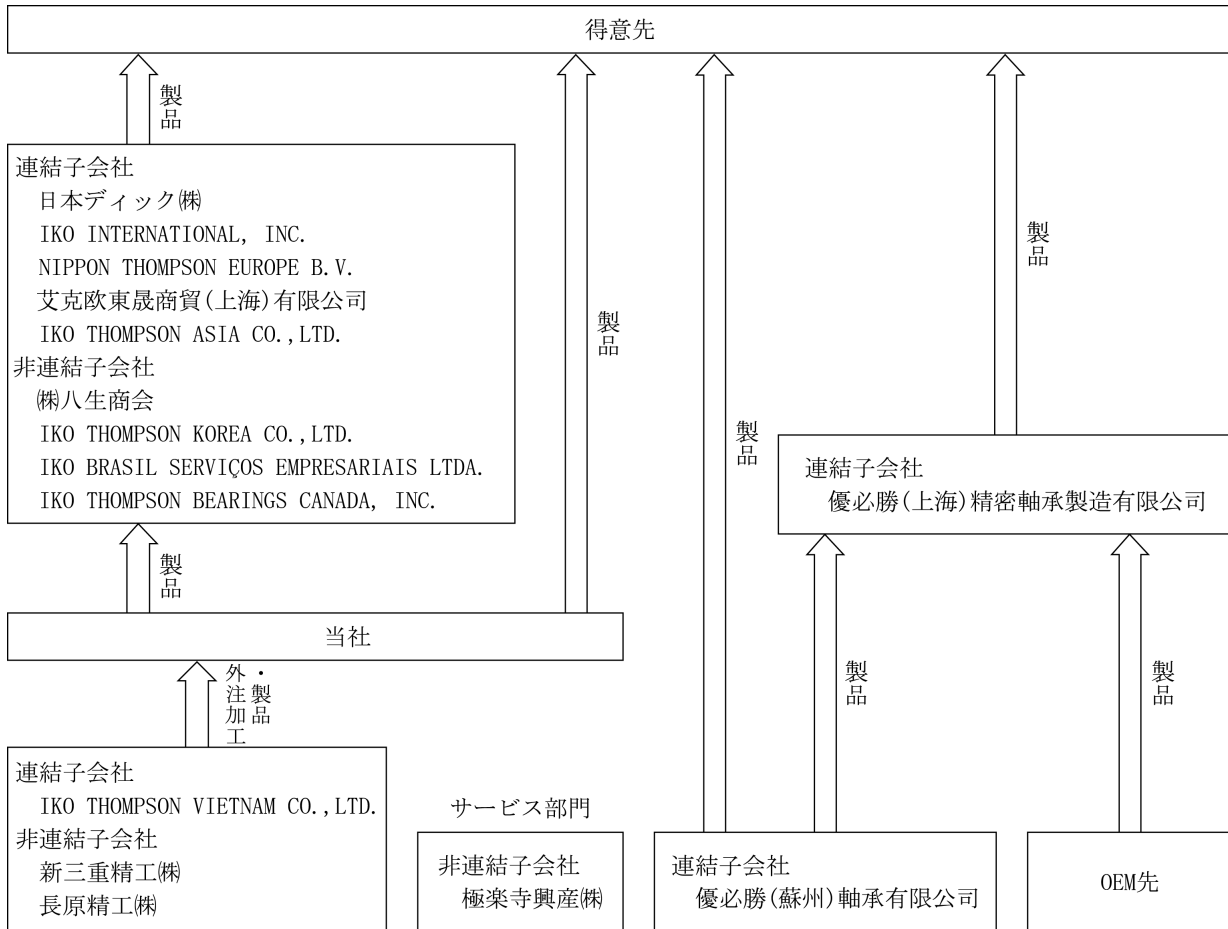 得意先
製品
連結子会社
日本ディック㈱
IKO INTERNATIONAL, INC.
NIPPON THOMPSON EUROPE B.V.
艾克欧東晟商貿(上海)有限公司
IKO THOMPSON ASIA CO.,LTD.
非連結子会社
㈱八生商会
IKO THOMPSON KOREA CO.,LTD.
IKO BRASIL SERVIÇOS EMPRESARIAIS LTDA.
IKO THOMPSON BEARINGS CANADA, INC.
製品
製品
製品
製品
連結子会社
優必勝(上海)精密軸承製造有限公司
製品
当社
・製品
外注加工
製品
製品
連結子会社
IKO THOMPSON VIETNAM CO.,LTD.
非連結子会社
新三重精工㈱
長原精工㈱
サービス部門
非連結子会社
極楽寺興産㈱
連結子会社
優必勝(蘇州)軸承有限公司
OEM先